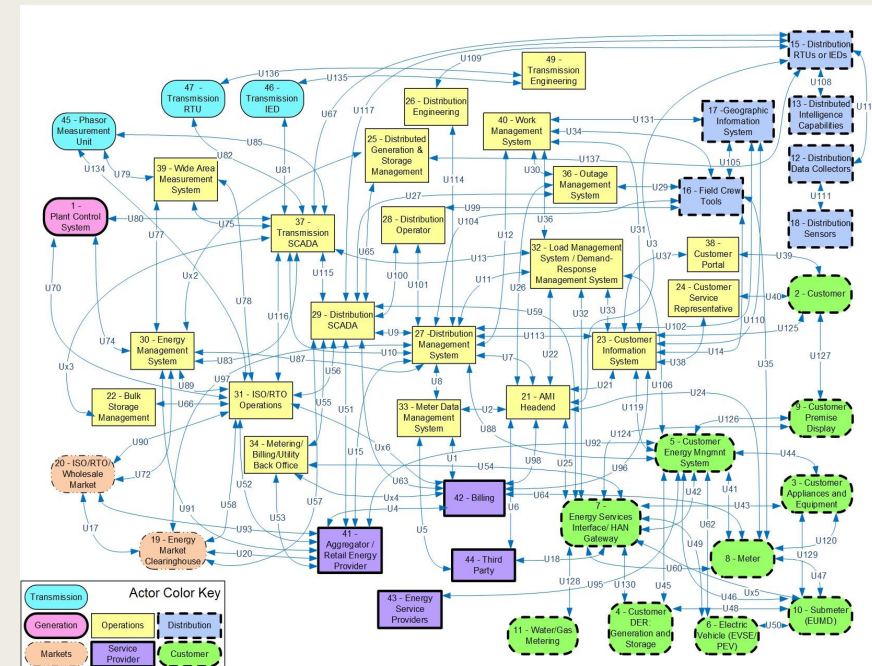 U136
U135
U109
49 -
Transmission
Engineering
15 - Distribution
RTUs or IEDs
47 -
Transmission
RTU
46 -
Transmission
IED
U117
U67
26 - Distribution
Engineering
U108
45 - Phasor
Measurement
Unit
U85
40 - Work
Management
System
U131
17 -Geographic
Information
System
13 - Distributed
Intelligence
Capabilities
U11
U34
25 - Distributed
Generation &
Storage
Management
U134
U79
39 - Wide Area
Measurement
System
U82
U81
U137
U105
12 - Distribution
Data Collectors
U30
36 - Outage
Management
System
U29
U114
U111
1 -
Plant Control
System
U80
U75
U27
U99
16 - Field Crew
Tools
37 -
Transmission
SCADA
28 - Distribution
Operator
U104
U36
18 - Distribution
Sensors
U77
U65
U12
U31
U3
38 -
Customer
Portal
U39
Ux2
U13
32 - Load Management
System / Demand-
Response
Management System
U37
U115
U100
U101
U11
U26
24 - Customer
Service
Representative
U40
2 - Customer
U70
U78
U116
U59
U32
U33
U102
U110
U125
29 - Distribution
SCADA
U9
27 -Distribution
Management
System
U113
23 - Customer
Information
System
U14
U74
30 - Energy
Management
System
U83
U87
U10
U7
U22
U38
U35
U127
Ux3
U89
U97
U56
U8
U21
U106
U24
22 - Bulk
Storage
Management
U66
31 - ISO/RTO
Operations
U55
U51
33 - Meter Data
Management
System
U2
21 - AMI
Headend
U119
U126
9 - Customer
Premise
Display
U90
34 - Metering/
Billing/Utility
Back Office
Ux6
U15
U88
U92
U124
5 - Customer
Energy Mgmnt
System
U44
20 - ISO/RTO/
Wholesale
Market
U72
U58
U52
U1
U98
U25
U54
U96
U63
3 - Customer
Appliances and
Equipment
U57
Ux4
42 - Billing
U64
U42
U41
U43
U91
U53
U4
7 -
Energy Services
Interface/ HAN
Gateway
U17
U93
U6
U49
U62
U120
U129
19 - Energy
Market
Clearinghouse
U20
41 -
Aggregator /
Retail Energy
Provider
U5
44 - Third
Party
U18
U60
8 - Meter
U128
U95
U130
U45
U46
Ux5
U47
Actor Color Key
Transmission
Generation
Operations
Distribution
Markets
Service
Provider
Customer
43 - Energy
Service
Providers
U48
11 - Water/Gas
Metering
4 - Customer
DER:
Generation and
Storage
6 - Electric
Vehicle (EVSE/
PEV)
U50
10 - Submeter
(EUMD)